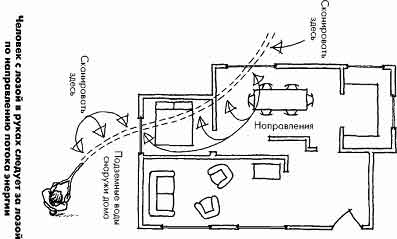 Человек с лозой в руках следует за лозой
по направлению потока энергии
Сканировать
здесь
Сканировать
здесь
Направления
Подземные воды
снаружи дома